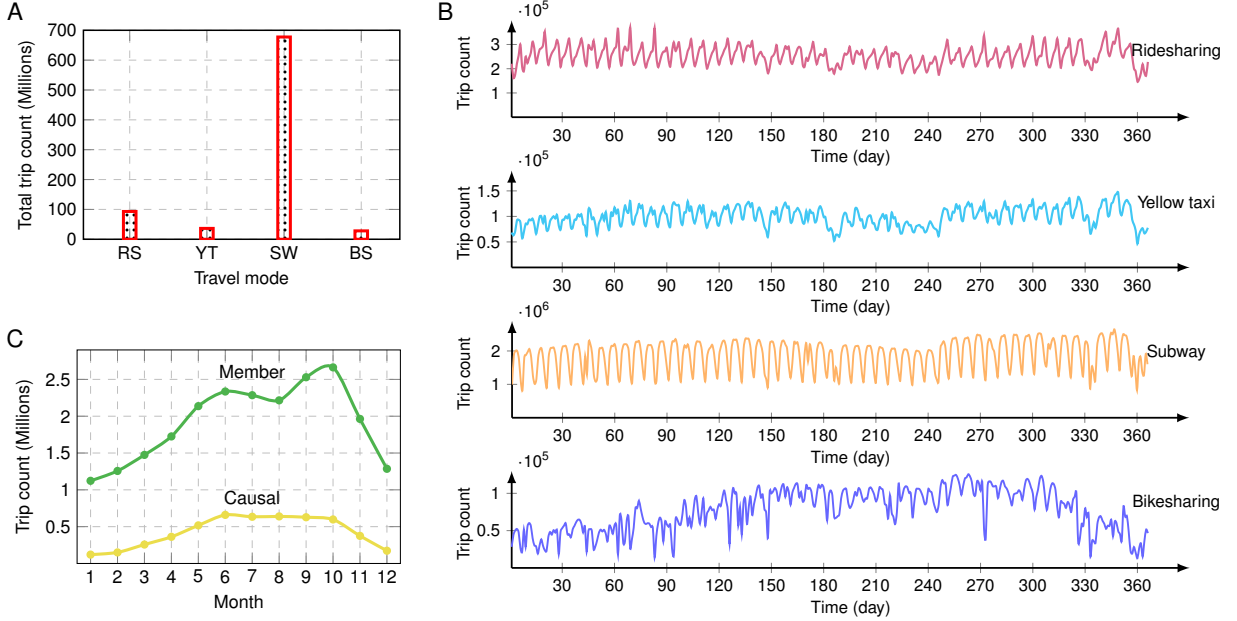 A
Total trip count (Millions)
700
600
500
400
300
200
100
0
RS YT SW BS
Travel mode
B
·10^5
Trip count
3
2
1
Ridesharing
30 60 90 120 150 180 210 240 270 300 330 360
Time (day)
·10^5
Trip count
1.5
1
0.5
Yellow taxi
30 60 90 120 150 180 210 240 270 300 330 360
Time (day)
·10^6
Trip count
2
1
Subway
30 60 90 120 150 180 210 240 270 300 330 360
Time (day)
·10^5
Trip count
1
0.5
Bikesharing
30 60 90 120 150 180 210 240 270 300 330 360
Time (day)
C
Trip count (Millions)
2.5
2
1.5
1
0.5
Member
Causal
1 2 3 4 5 6 7 8 9 10 11 12
Month